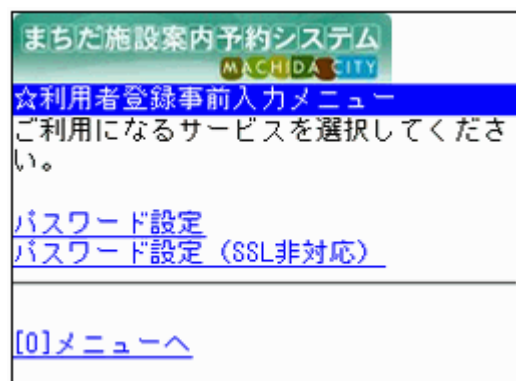 まちだ施設案内予約システム
MACHIDA CITY
☆利用者登録事前入力メニュー
ご利用になるサービスを選択してくださ
い。
パスワード設定
パスワード設定（SSL非対応）
[0]メニューへ